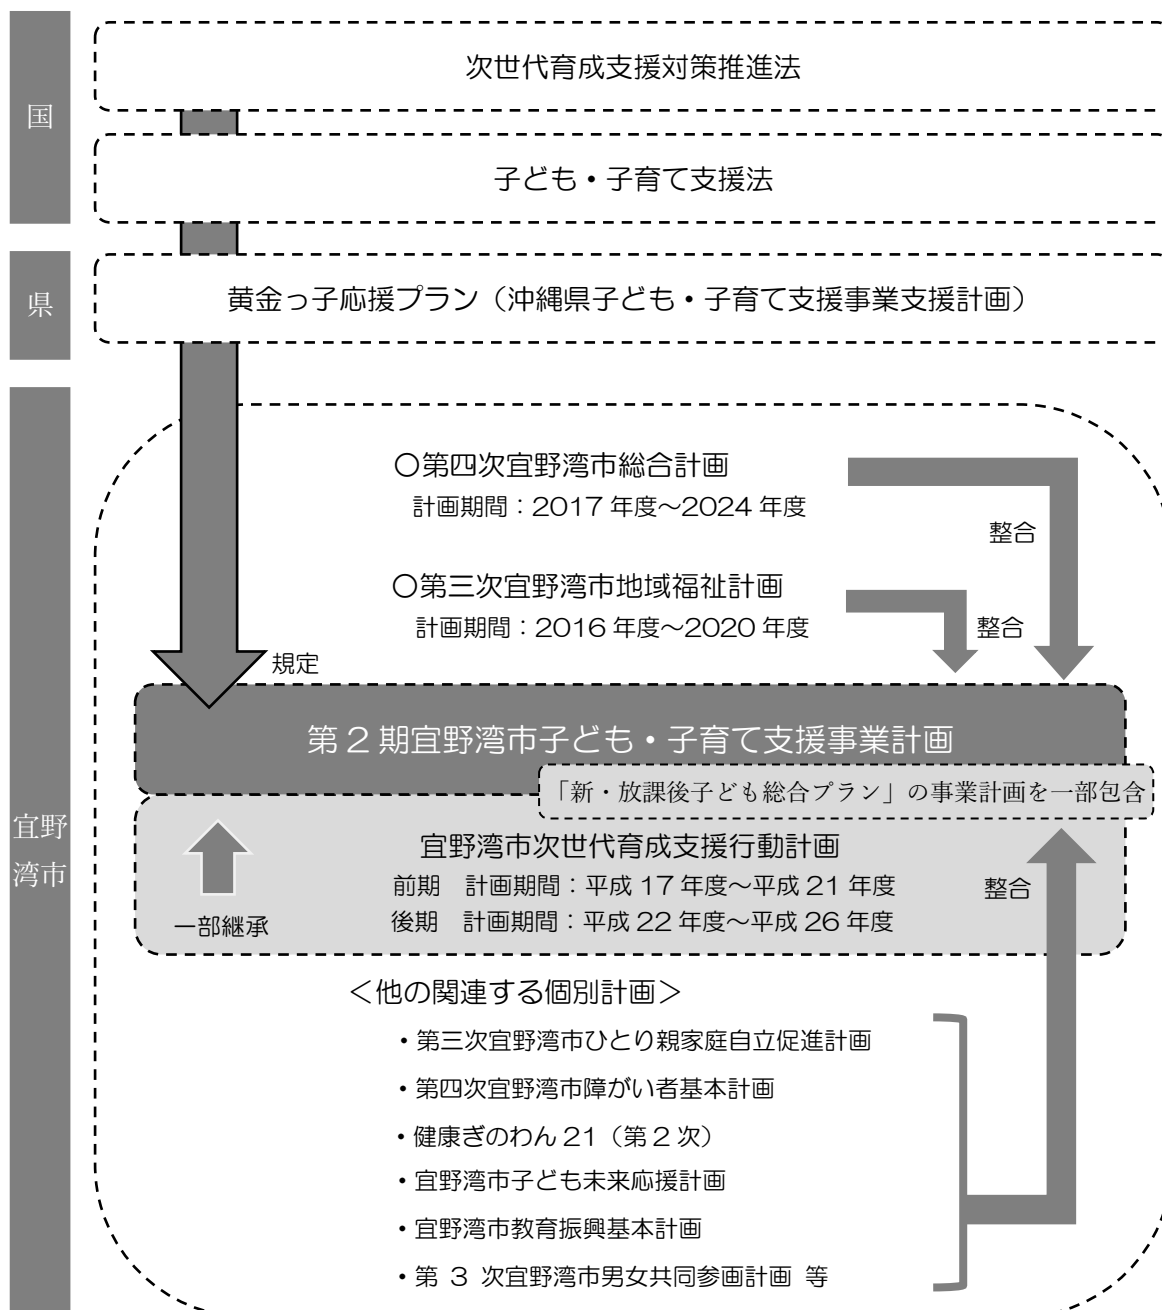 国
次世代育成支援対策推進法
子ども・子育て支援法
県
黄金っ子応援プラン（沖縄県子ども・子育て支援事業支援計画）
宜野
湾市
〇第四次宜野湾市総合計画
計画期間：2017 年度～2024 年度
整合
〇第三次宜野湾市地域福祉計画
計画期間：2016 年度～2020 年度
整合
規定
第 2 期宜野湾市子ども・子育て支援事業計画
「新・放課後子ども総合プラン」の事業計画を一部包含
宜野湾市次世代育成支援行動計画
前期　計画期間：平成 17 年度～平成 21 年度
後期　計画期間：平成 22 年度～平成 26 年度
一部継承
整合
＜他の関連する個別計画＞
・第三次宜野湾市ひとり親家庭自立促進計画
・第四次宜野湾市障がい者基本計画
・健康ぎのわん 21（第 2 次）
・宜野湾市子ども未来応援計画
・宜野湾市教育振興基本計画
・第 3 次宜野湾市男女共同参画計画 等